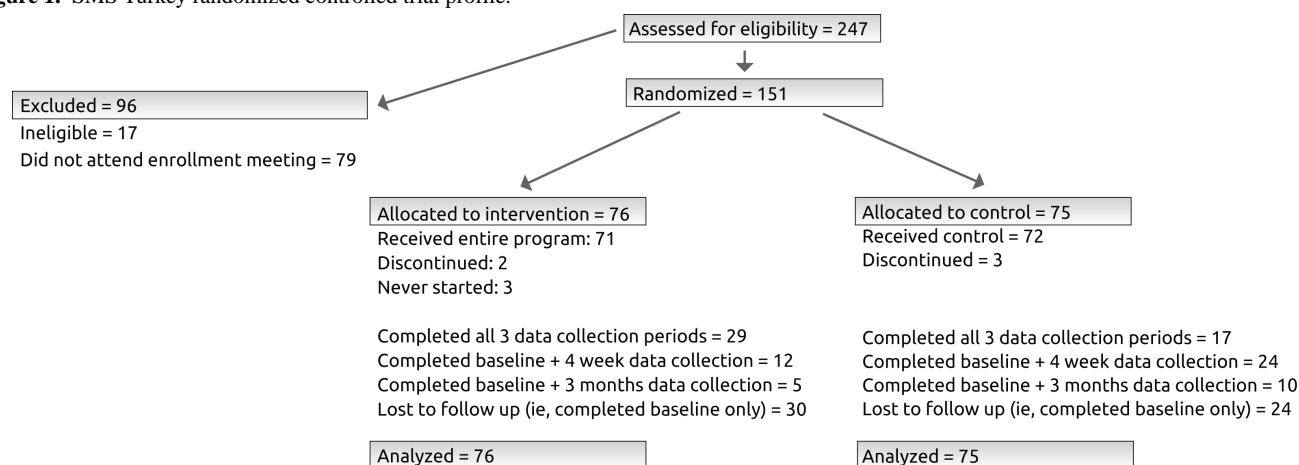 Figure 1. SMS Turkey randomized controlled trial profile.
Assessed for eligibility = 247
Randomized = 151
Excluded = 96
Ineligible = 17
Did not attend enrollment meeting = 79
Allocated to intervention = 76
Received entire program: 71
Discontinued: 2
Never started: 3
Completed all 3 data collection periods = 29
Completed baseline + 4 week data collection = 12
Completed baseline + 3 months data collection = 5
Lost to follow up (ie, completed baseline only) = 30
Analyzed = 76
Allocated to control = 75
Received control = 72
Discontinued = 3
Completed all 3 data collection periods = 17
Completed baseline + 4 week data collection = 24
Completed baseline + 3 months data collection = 10
Lost to follow up (ie, completed baseline only) = 24
Analyzed = 75